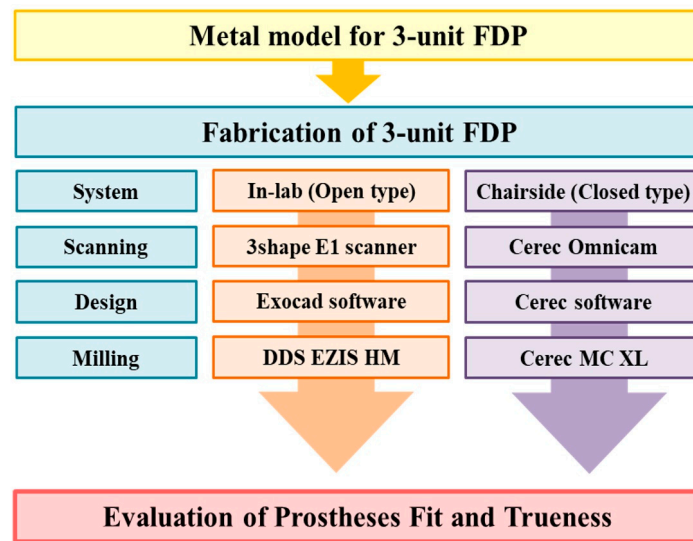 Metal model for 3-unit FDP
Fabrication of 3-unit FDP
System In-lab (Open type) Chairside (Closed type)
Scanning 3shape E1 scanner Cerec Omnicam
Design Exocad software Cerec software
Milling DDS EZIS HM Cerec MC XL
Evaluation of Prostheses Fit and Trueness